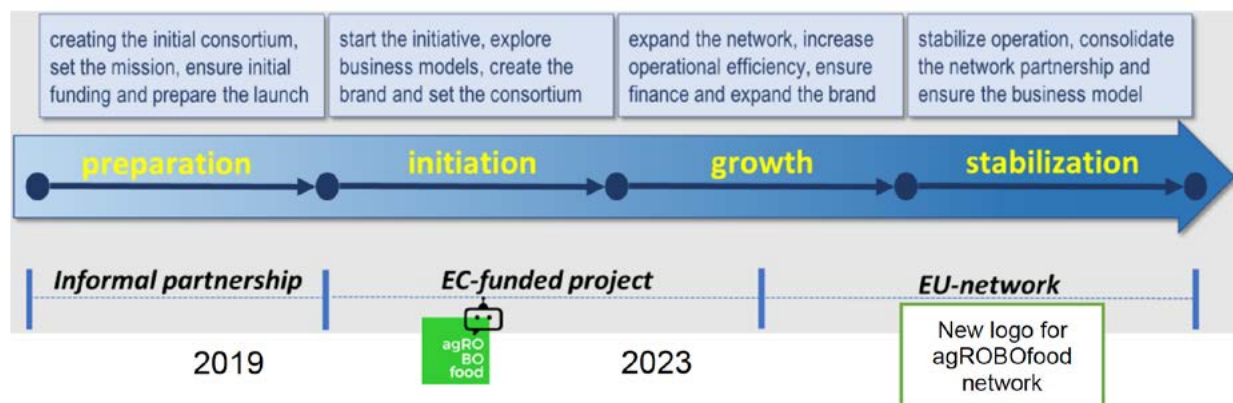 creating the initial consortium,
set the mission, ensure initial
funding and prepare the launch
start the initiative, explore
business models, create the
brand and set the consortium
expand the network, increase
operational efficiency, ensure
finance and expand the brand
stabilize operation, consolidate
the network partnership and
ensure the business model
preparation
initiation
growth
stabilization
Informal partnership
EC-funded project
EU-network
agRO
BO
food
2019
2023
New logo for
agROBOfood
network